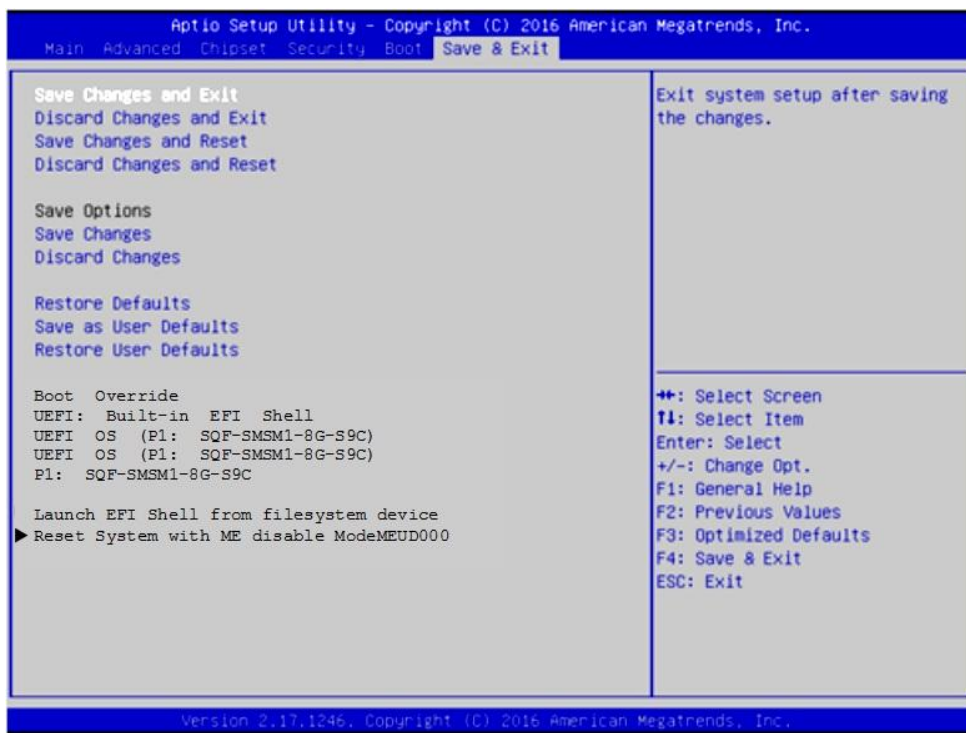 Aptio Setup Utility – Copyright (C) 2016 American Megatrends, Inc.
Main Advanced Chipset Security Boot Save & Exit
Save Changes and Exit
Discard Changes and Exit
Save Changes and Reset
Discard Changes and Reset
Save Options
Save Changes
Discard Changes
Restore Defaults
Save as User Defaults
Restore User Defaults
Boot Override
UEFI: Built-in EFI Shell
UEFI OS (P1: SQF-SMSM1-8G-S9C)
UEFI OS (P1: SQF-SMSM1-8G-S9C)
P1: SQF-SMSM1-8G-S9C
Launch EFI Shell from filesystem device
▶ Reset System with ME disable ModeMEUD000
Exit system setup after saving
the changes.
→←: Select Screen
↑↓: Select Item
Enter: Select
+/-: Change Opt.
F1: General Help
F2: Previous Values
F3: Optimized Defaults
F4: Save & Exit
ESC: Exit
Version 2.17.1246. Copyright (C) 2016 American Megatrends, Inc.